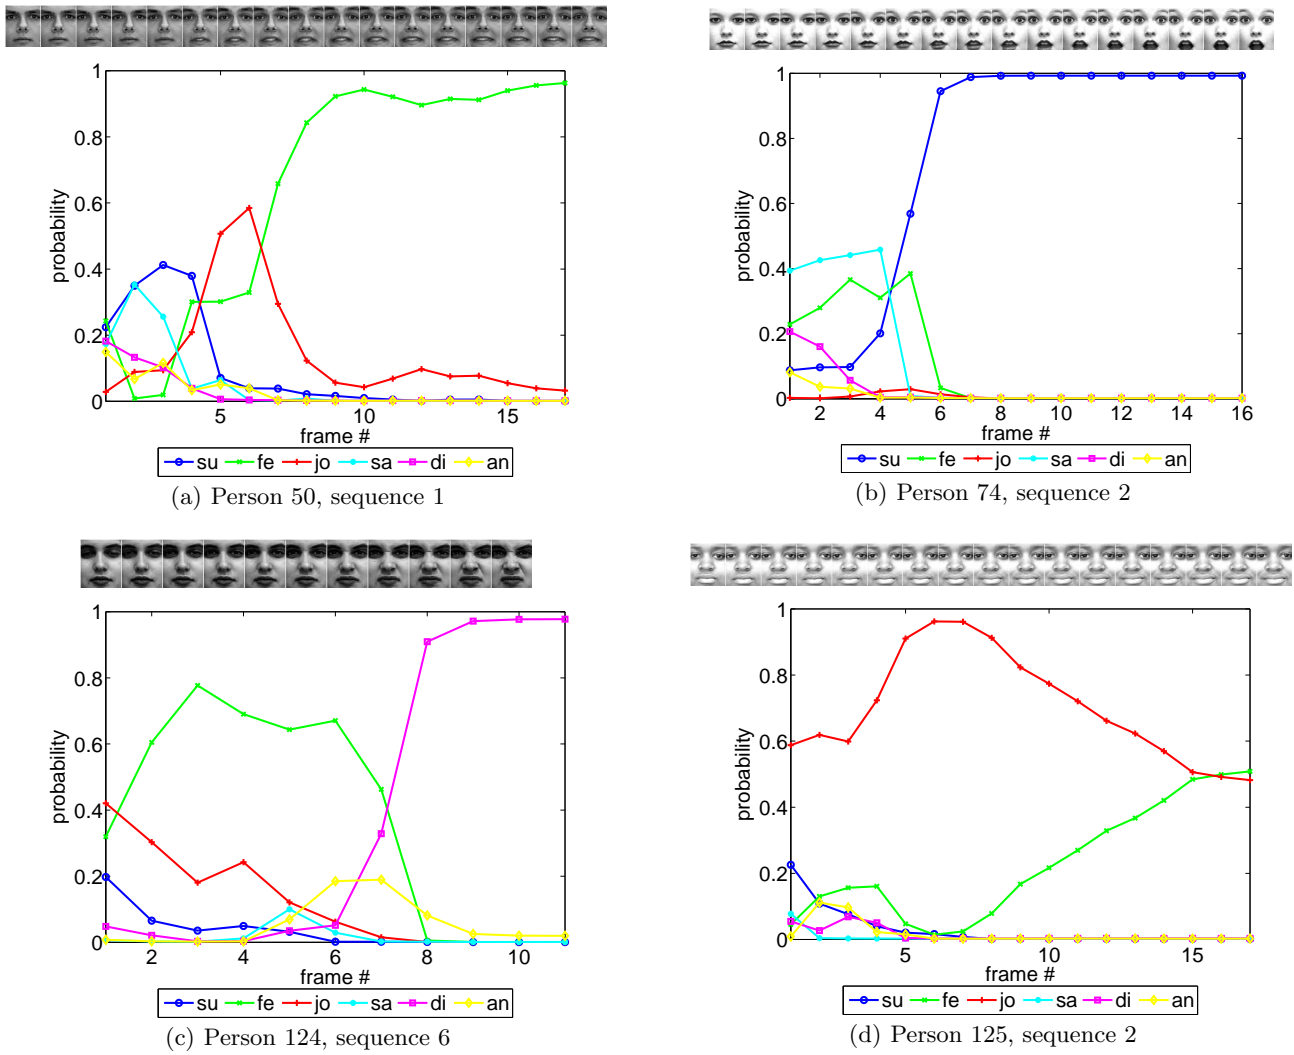 1
0.8
0.6
0.4
0.2
0
probability
5
10
15
frame #
su fe jo sa di an
(a) Person 50, sequence 1
1
0.8
0.6
0.4
0.2
0
probability
2
4
6
8
10
12
14
16
frame #
su fe jo sa di an
(b) Person 74, sequence 2
1
0.8
0.6
0.4
0.2
0
probability
2
4
6
8
10
frame #
su fe jo sa di an
(c) Person 124, sequence 6
1
0.8
0.6
0.4
0.2
0
probability
5
10
15
frame #
su fe jo sa di an
(d) Person 125, sequence 2